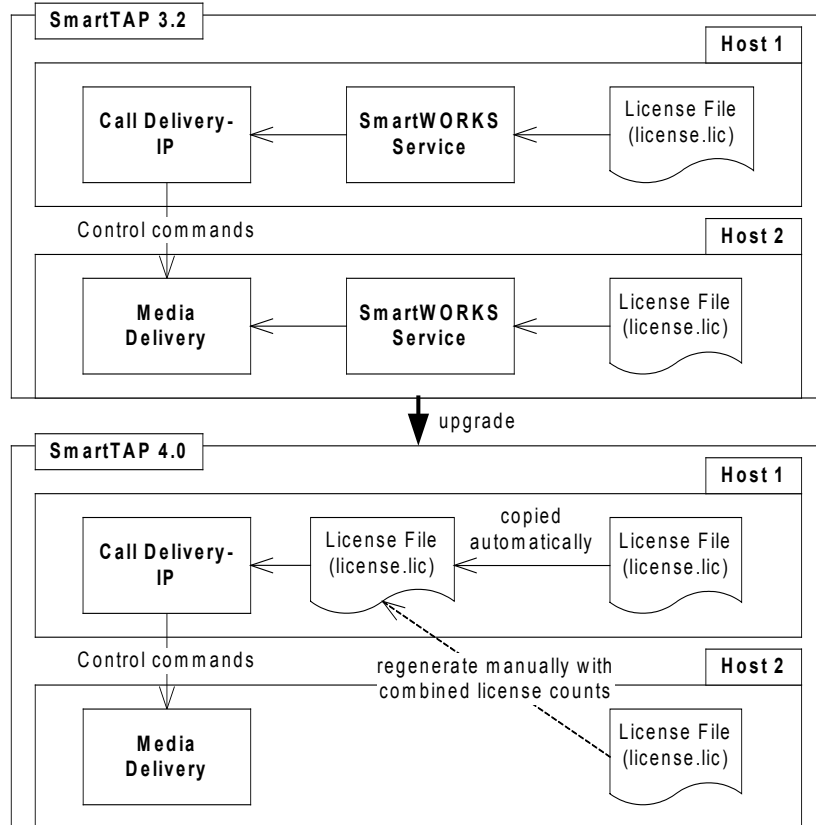 SmartTAP 3.2
Host 1
Call Delivery-
IP
SmartWORKS
Service
License File
(license.lic)
Control commands
Host 2
Media
Delivery
SmartWORKS
Service
License File
(license.lic)
upgrade
SmartTAP 4.0
Host 1
Call Delivery-
IP
License File
(license.lic)
copied
automatically
License File
(license.lic)
Control commands
regenerate manually with
combined license counts
Host 2
Media
Delivery
License File
(license.lic)